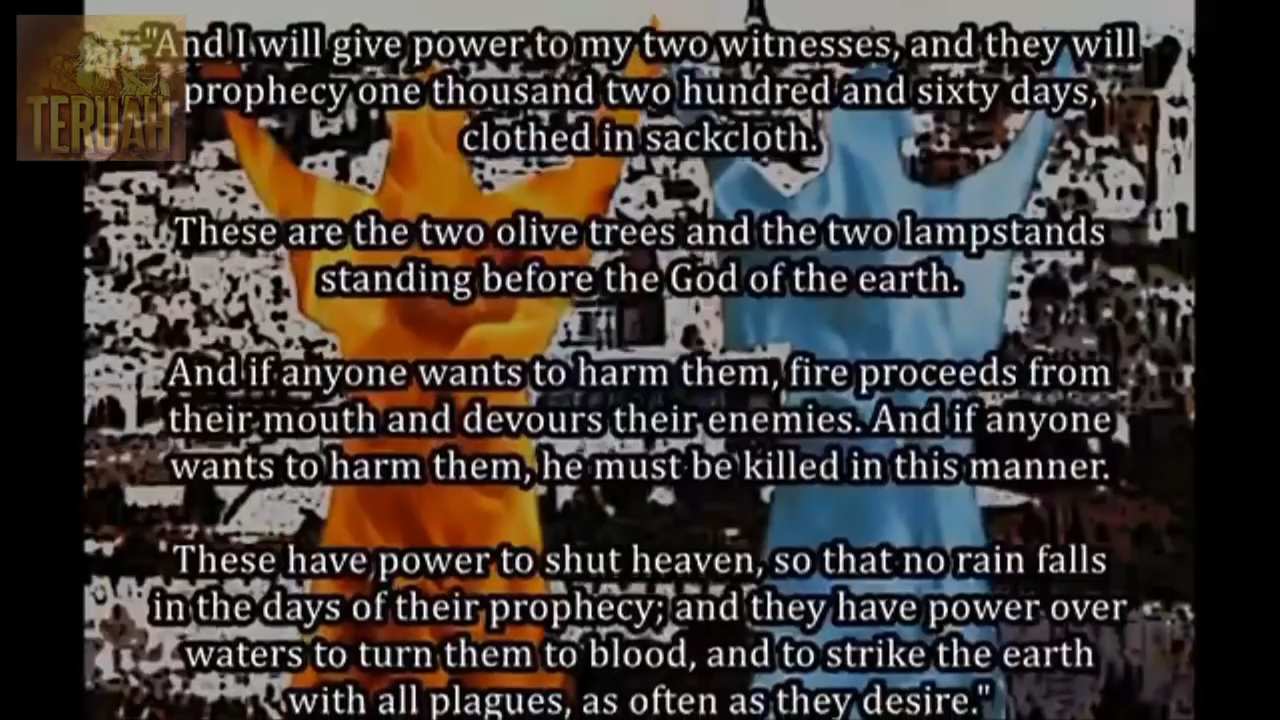 TERUAH
"And I will give power to my two witnesses, and they will
prophecy one thousand two hundred and sixty days,
clothed in sackcloth.
These are the two olive trees and the two lampstands
standing before the God of the earth.
And if anyone wants to harm them, fire proceeds from
their mouth and devours their enemies. And if anyone
wants to harm them, he must be killed in this manner.
These have power to shut heaven, so that no rain falls
in the days of their prophecy; and they have power over
waters to turn them to blood, and to strike the earth
with all plagues, as often as they desire."